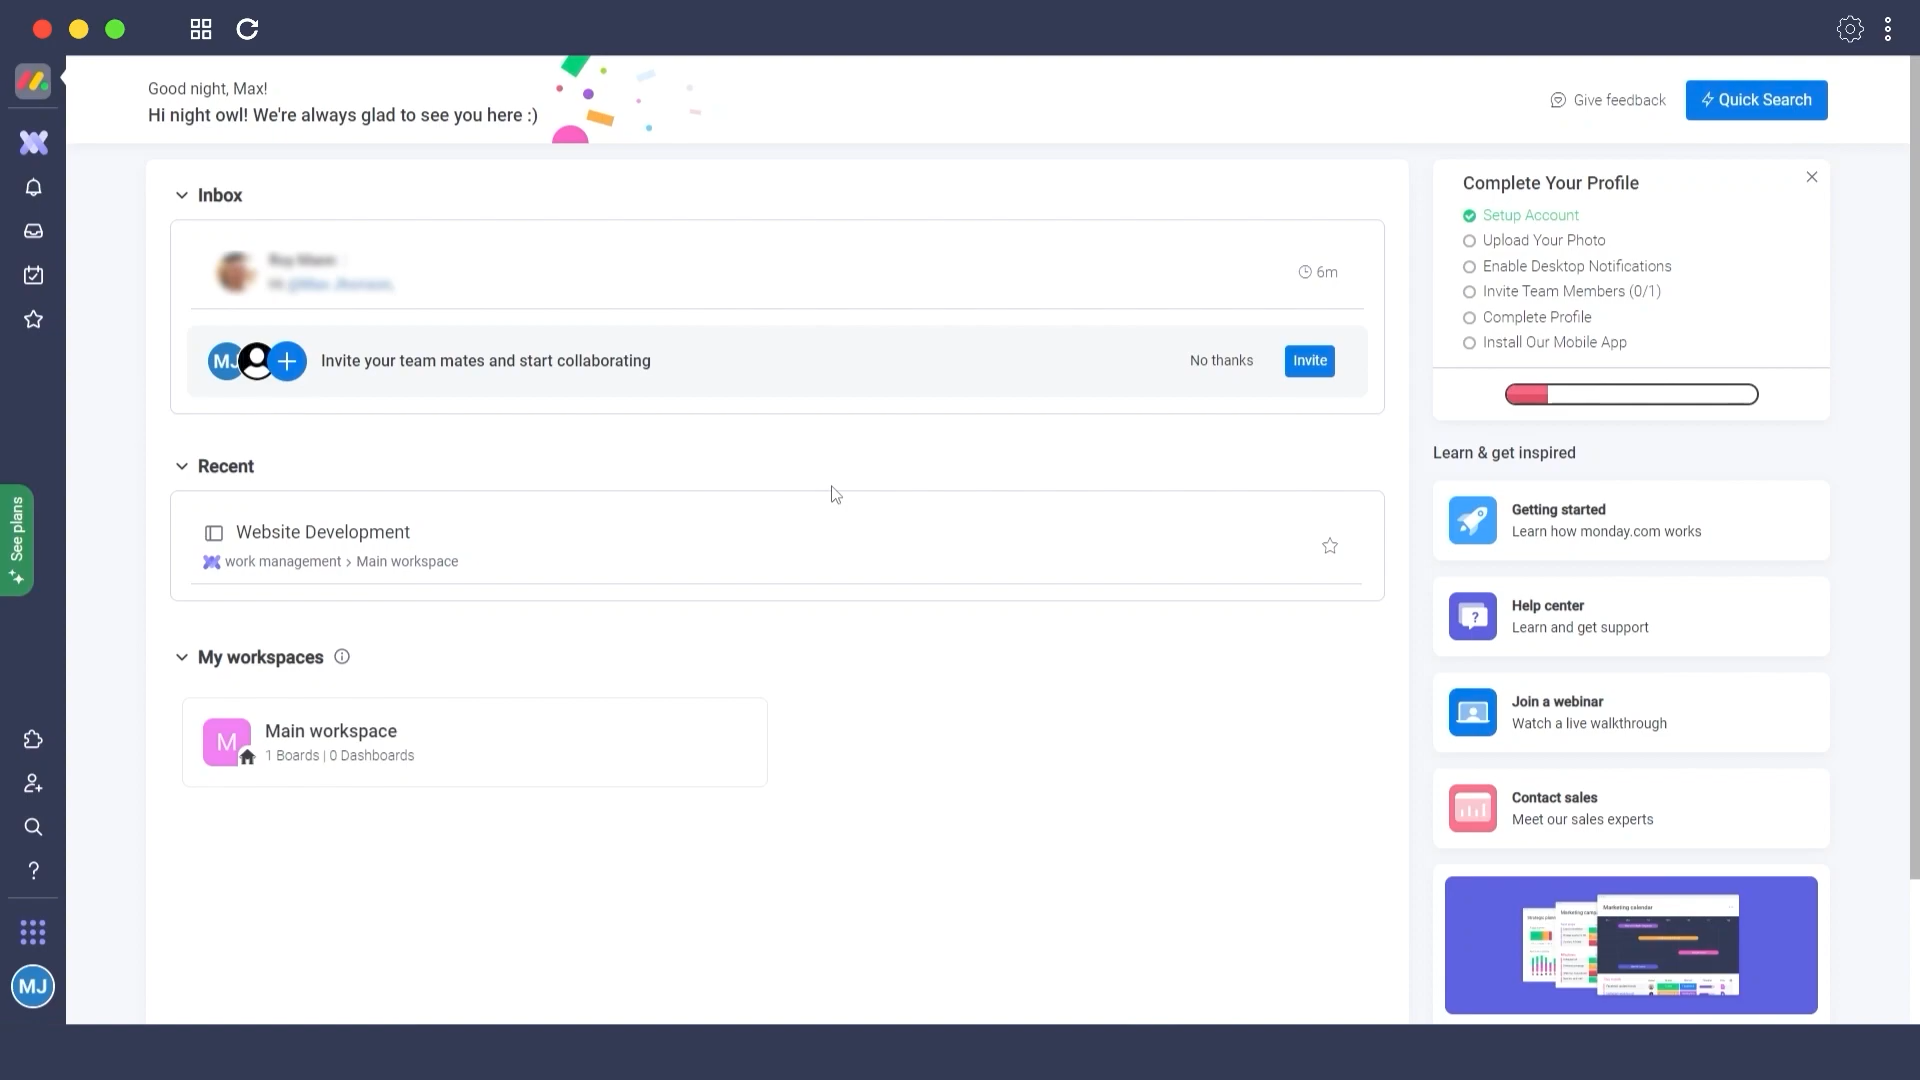 Good night, Max!
Hi night owl! We're always glad to see you here :)
Give feedback
Quick Search
Inbox
6m
MJ
Invite your team mates and start collaborating
No thanks
Invite
Recent
Website Development
work management > Main workspace
My workspaces
M
Main workspace
1 Boards | 0 Dashboards
Complete Your Profile
Setup Account
Upload Your Photo
Enable Desktop Notifications
Invite Team Members (0/1)
Complete Profile
Install Our Mobile App
Learn & get inspired
Getting started
Learn how monday.com works
Help center
Learn and get support
Join a webinar
Watch a live walkthrough
Contact sales
Meet our sales experts
Marketing calendar
See plans
MJ